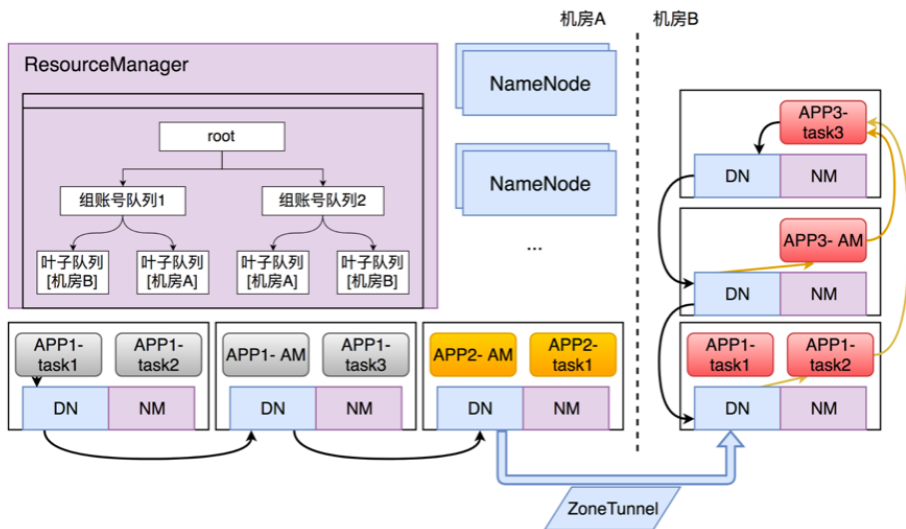 机房A
机房B
ResourceManager
root
组账号队列1
组账号队列2
叶子队列
[机房B]
叶子队列
[机房A]
叶子队列
[机房A]
叶子队列
[机房B]
NameNode
NameNode
...
APP3-
task3
DN
NM
APP3- AM
DN
NM
APP1-
task1
APP1-
task2
DN
NM
APP1-
task1
APP1-
task2
DN
NM
APP1- AM
APP1-
task3
DN
NM
APP2- AM
APP2-
task1
DN
NM
ZoneTunnel